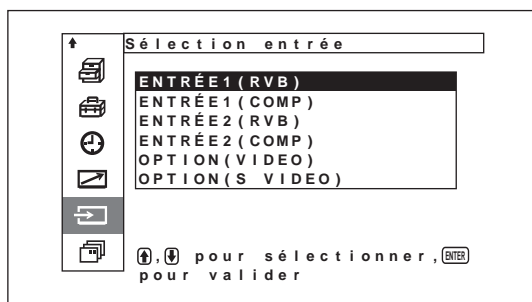 Sélection entrée
ENTRÉE1(RVB)
ENTRÉE1(COMP)
ENTRÉE2(RVB)
ENTRÉE2(COMP)
OPTION(VIDEO)
OPTION(S VIDEO)
, pour sélectionner, ENTER
pour valider